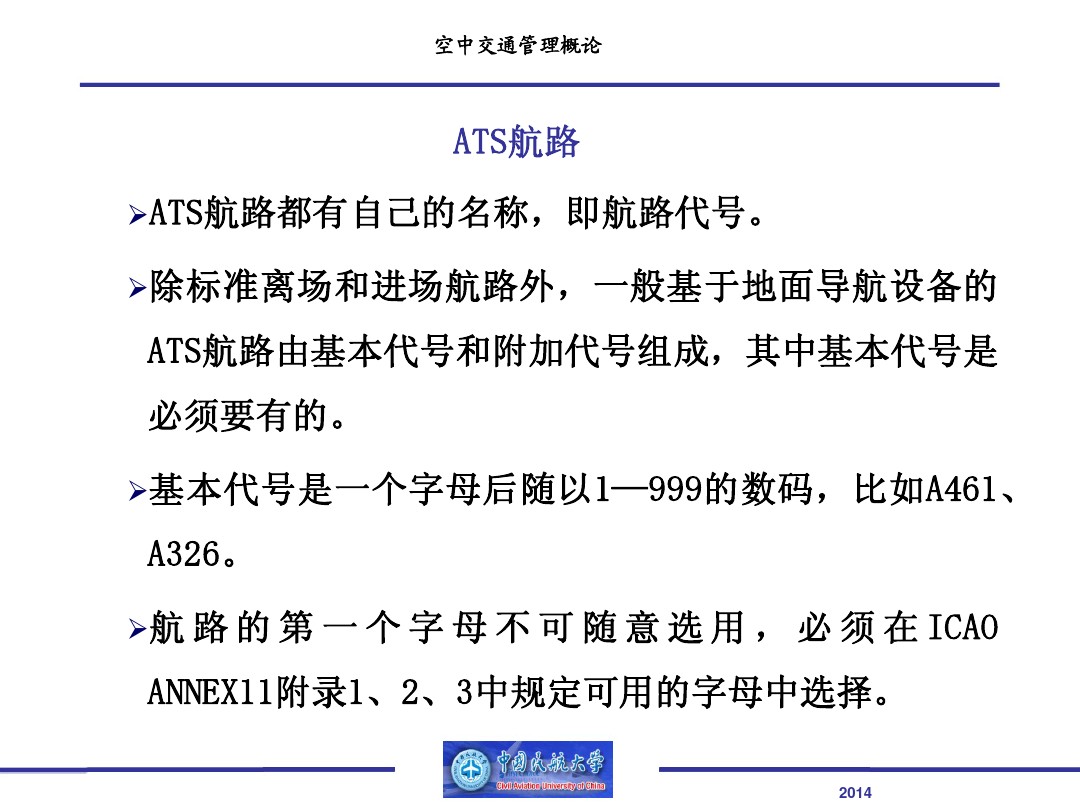 空中交通管理概论
ATS航路
➢ATS航路都有自己的名称，即航路代号。
➢除标准离场和进场航路外，一般基于地面导航设备的
ATS航路由基本代号和附加代号组成，其中基本代号是
必须要有的。
➢基本代号是一个字母后随以1—999的数码，比如A461、
A326。
➢航路的第一个字母不可随意选用，必须在ICAO
ANNEX11附录1、2、3中规定可用的字母中选择。
中国民航大学
Civil Aviation University of China
2014